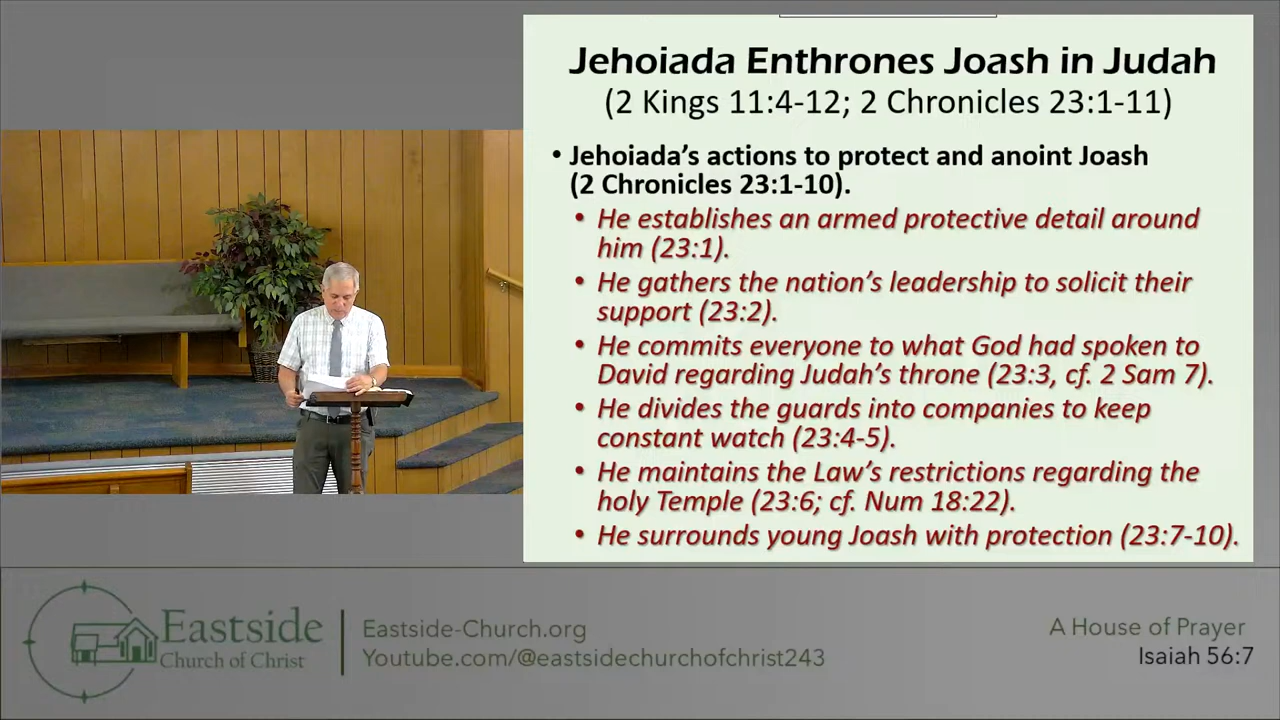 Jehoiada Enthrones Joash in Judah
(2 Kings 11:4-12; 2 Chronicles 23:1-11)
• Jehoiada's actions to protect and anoint Joash
(2 Chronicles 23:1-10).
• He establishes an armed protective detail around
him (23:1).
• He gathers the nation's leadership to solicit their
support (23:2).
• He commits everyone to what God had spoken to
David regarding Judah's throne (23:3, cf. 2 Sam 7).
• He divides the guards into companies to keep
constant watch (23:4-5).
• He maintains the Law's restrictions regarding the
holy Temple (23:6; cf. Num 18:22).
• He surrounds young Joash with protection (23:7-10).
Eastside
Church of Christ
Eastside-Church.org
Youtube.com/@eastsidechurchofchrist243
A House of Prayer
Isaiah 56:7